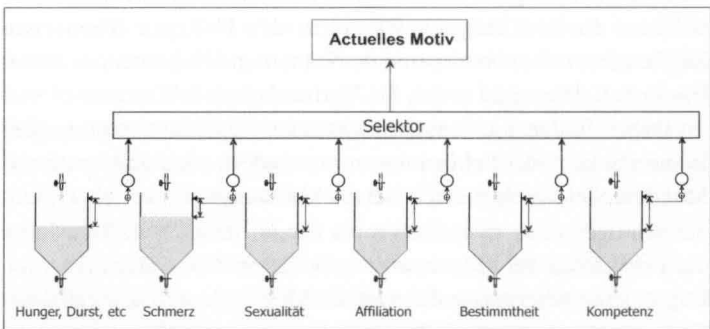 Actuelles Motiv
Selektor
Hunger, Durst, etc Schmerz Sexualität Affiliation Bestimmtheit Kompetenz